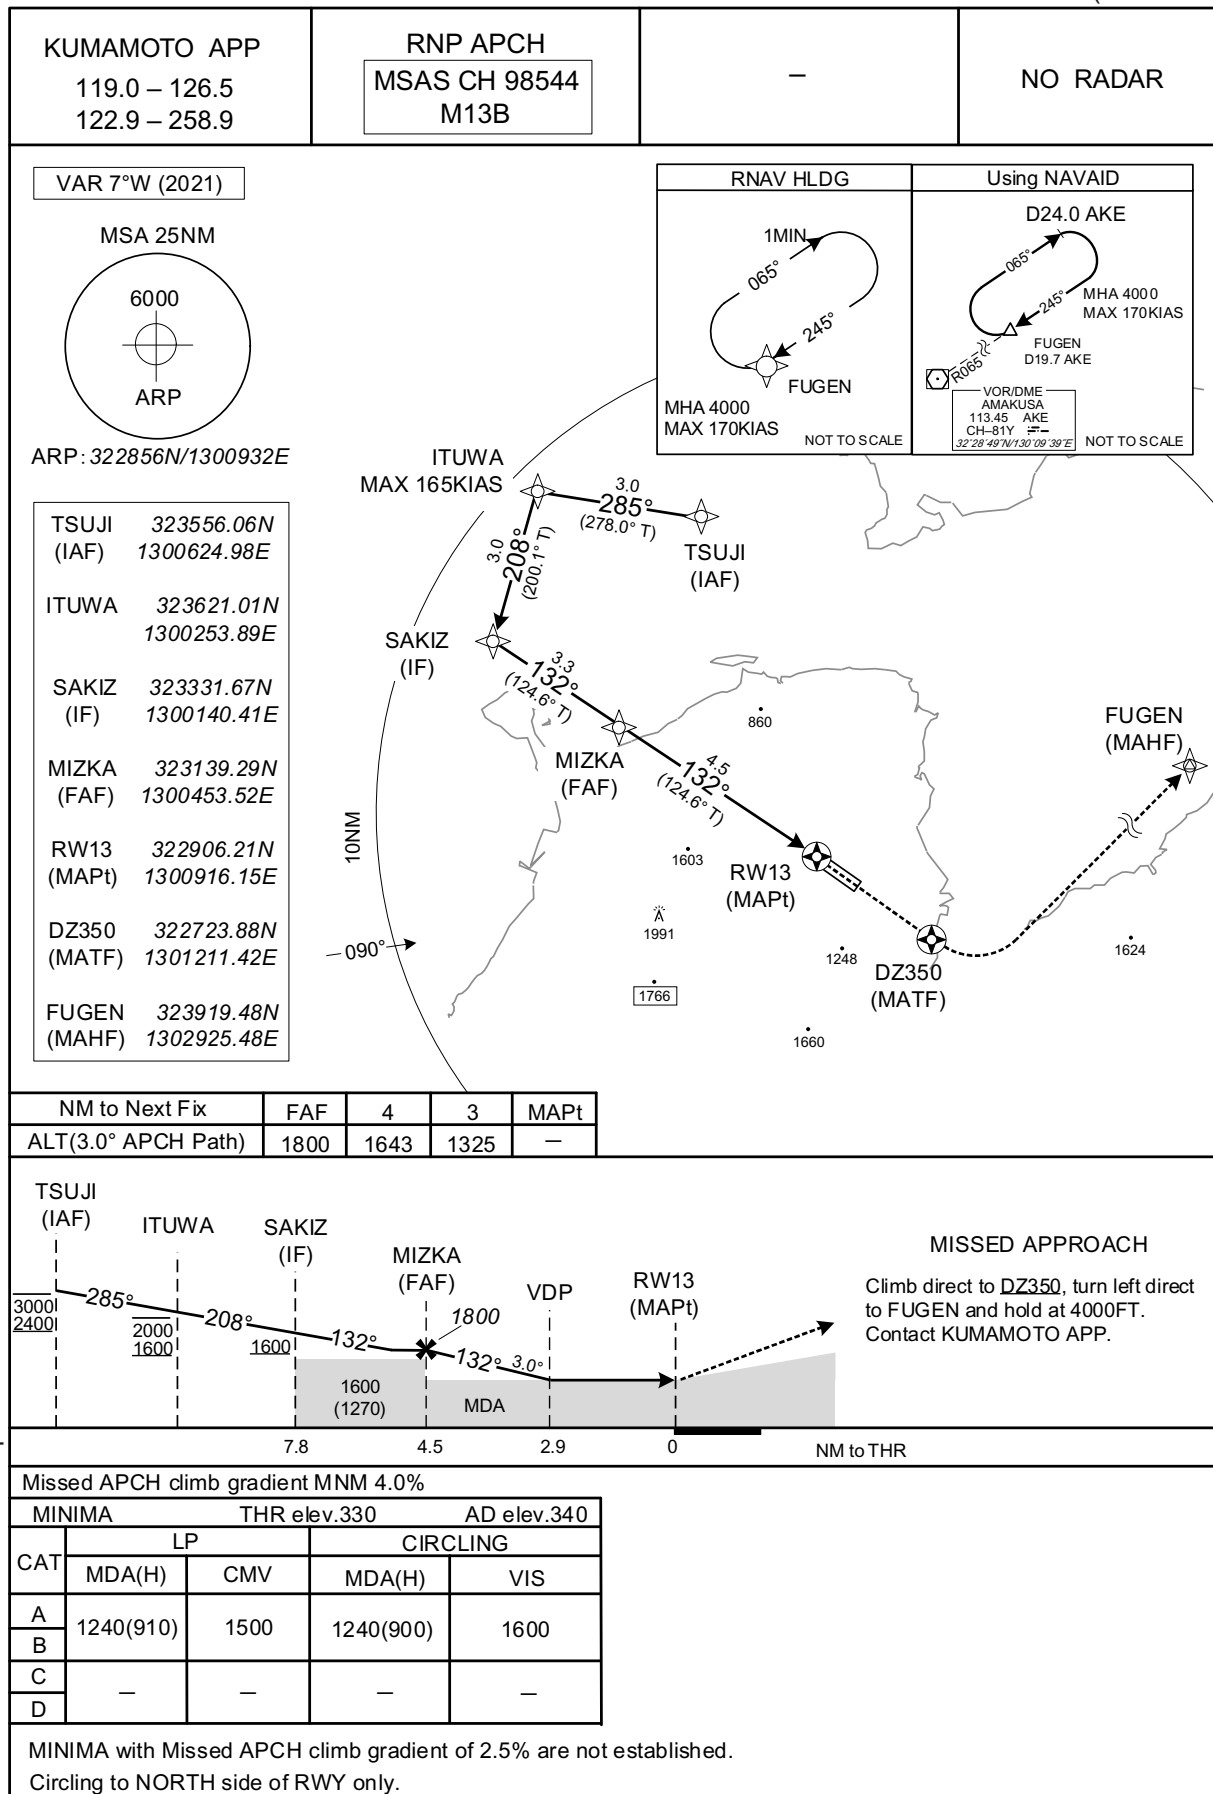 KUMAMOTO APP
119.0 – 126.5
122.9 – 258.9
RNP APCH
MSAS CH 98544
M13B
–
NO RADAR
VAR 7°W (2021)
MSA 25NM
6000
ARP
ARP: 322856N/1300932E
RNAV HLDG
1MIN
065°
245°
FUGEN
MHA 4000
MAX 170KIAS
NOT TO SCALE
Using NAVAID
D24.0 AKE
065°
245°
MHA 4000
MAX 170KIAS
FUGEN
D19.7 AKE
R065
VOR/DME
AMAKUSA
113.45 AKE
CH–81Y
32°28'49"N/130°09'39"E
NOT TO SCALE
TSUJI 323556.06N
(IAF) 1300624.98E
ITUWA 323621.01N
1300253.89E
SAKIZ 323331.67N
(IF) 1300140.41E
MIZKA 323139.29N
(FAF) 1300453.52E
RW13 322906.21N
(MAPt) 1300916.15E
DZ350 322723.88N
(MATF) 1301211.42E
FUGEN 323919.48N
(MAHF) 1302925.48E
ITUWA
MAX 165KIAS
3.0
285°
(278.0° T)
TSUJI
(IAF)
3.0
208°
(200.1° T)
SAKIZ
(IF)
3.3
132°
(124.6° T)
MIZKA
(FAF)
860
4.5
132°
(124.6° T)
FUGEN
(MAHF)
10NM
1603
RW13
(MAPt)
1991
090°
1248
DZ350
(MATF)
1624
1766
1660
NM to Next Fix FAF 4 3 MAPt
ALT(3.0° APCH Path) 1800 1643 1325 –
TSUJI
(IAF)
ITUWA
SAKIZ
(IF)
MIZKA
(FAF)
VDP
RW13
(MAPt)
3000
2400
285°
2000
1600
208°
1600
132°
1800
132°
3.0°
1600
(1270)
MDA
MISSED APPROACH
Climb direct to DZ350, turn left direct
to FUGEN and hold at 4000FT.
Contact KUMAMOTO APP.
7.8 4.5 2.9 0 NM to THR
Missed APCH climb gradient MNM 4.0%
MINIMA THR elev.330 AD elev.340
CAT LP CIRCLING
MDA(H) CMV MDA(H) VIS
A
B
1240(910) 1500 1240(900) 1600
C
D
– – – –
MINIMA with Missed APCH climb gradient of 2.5% are not established.
Circling to NORTH side of RWY only.